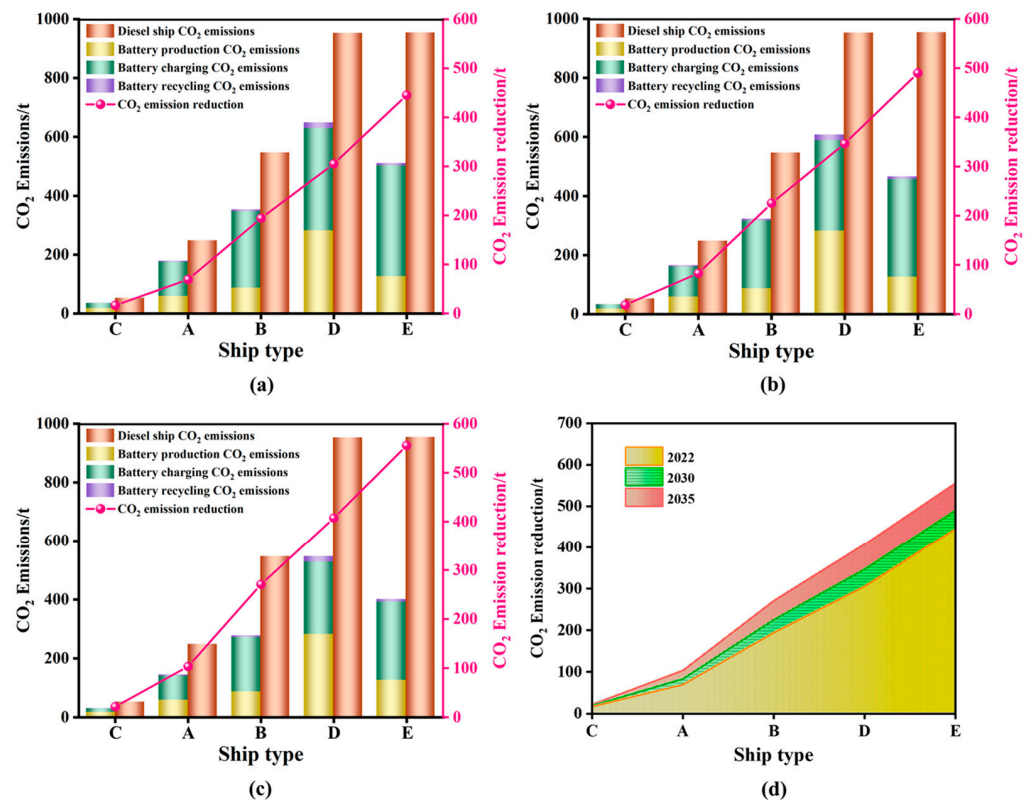 1000
800
600
400
200
0
CO2 Emissions/t
Diesel ship CO2 emissions
Battery production CO2 emissions
Battery charging CO2 emissions
Battery recycling CO2 emissions
CO2 emission reduction
600
500
400
300
200
100
0
CO2 Emission reduction/t
C A B D E
Ship type
(a)
1000
800
600
400
200
0
CO2 Emissions/t
Diesel ship CO2 emissions
Battery production CO2 emissions
Battery charging CO2 emissions
Battery recycling CO2 emissions
CO2 emission reduction
600
500
400
300
200
100
0
CO2 Emission reduction/t
C A B D E
Ship type
(b)
1000
800
600
400
200
0
CO2 Emissions/t
Diesel ship CO2 emissions
Battery production CO2 emissions
Battery charging CO2 emissions
Battery recycling CO2 emissions
CO2 emission reduction
600
500
400
300
200
100
0
CO2 Emission reduction/t
C A B D E
Ship type
(c)
700
600
500
400
300
200
100
0
CO2 Emission reduction/t
2022
2030
2035
C A B D E
Ship type
(d)